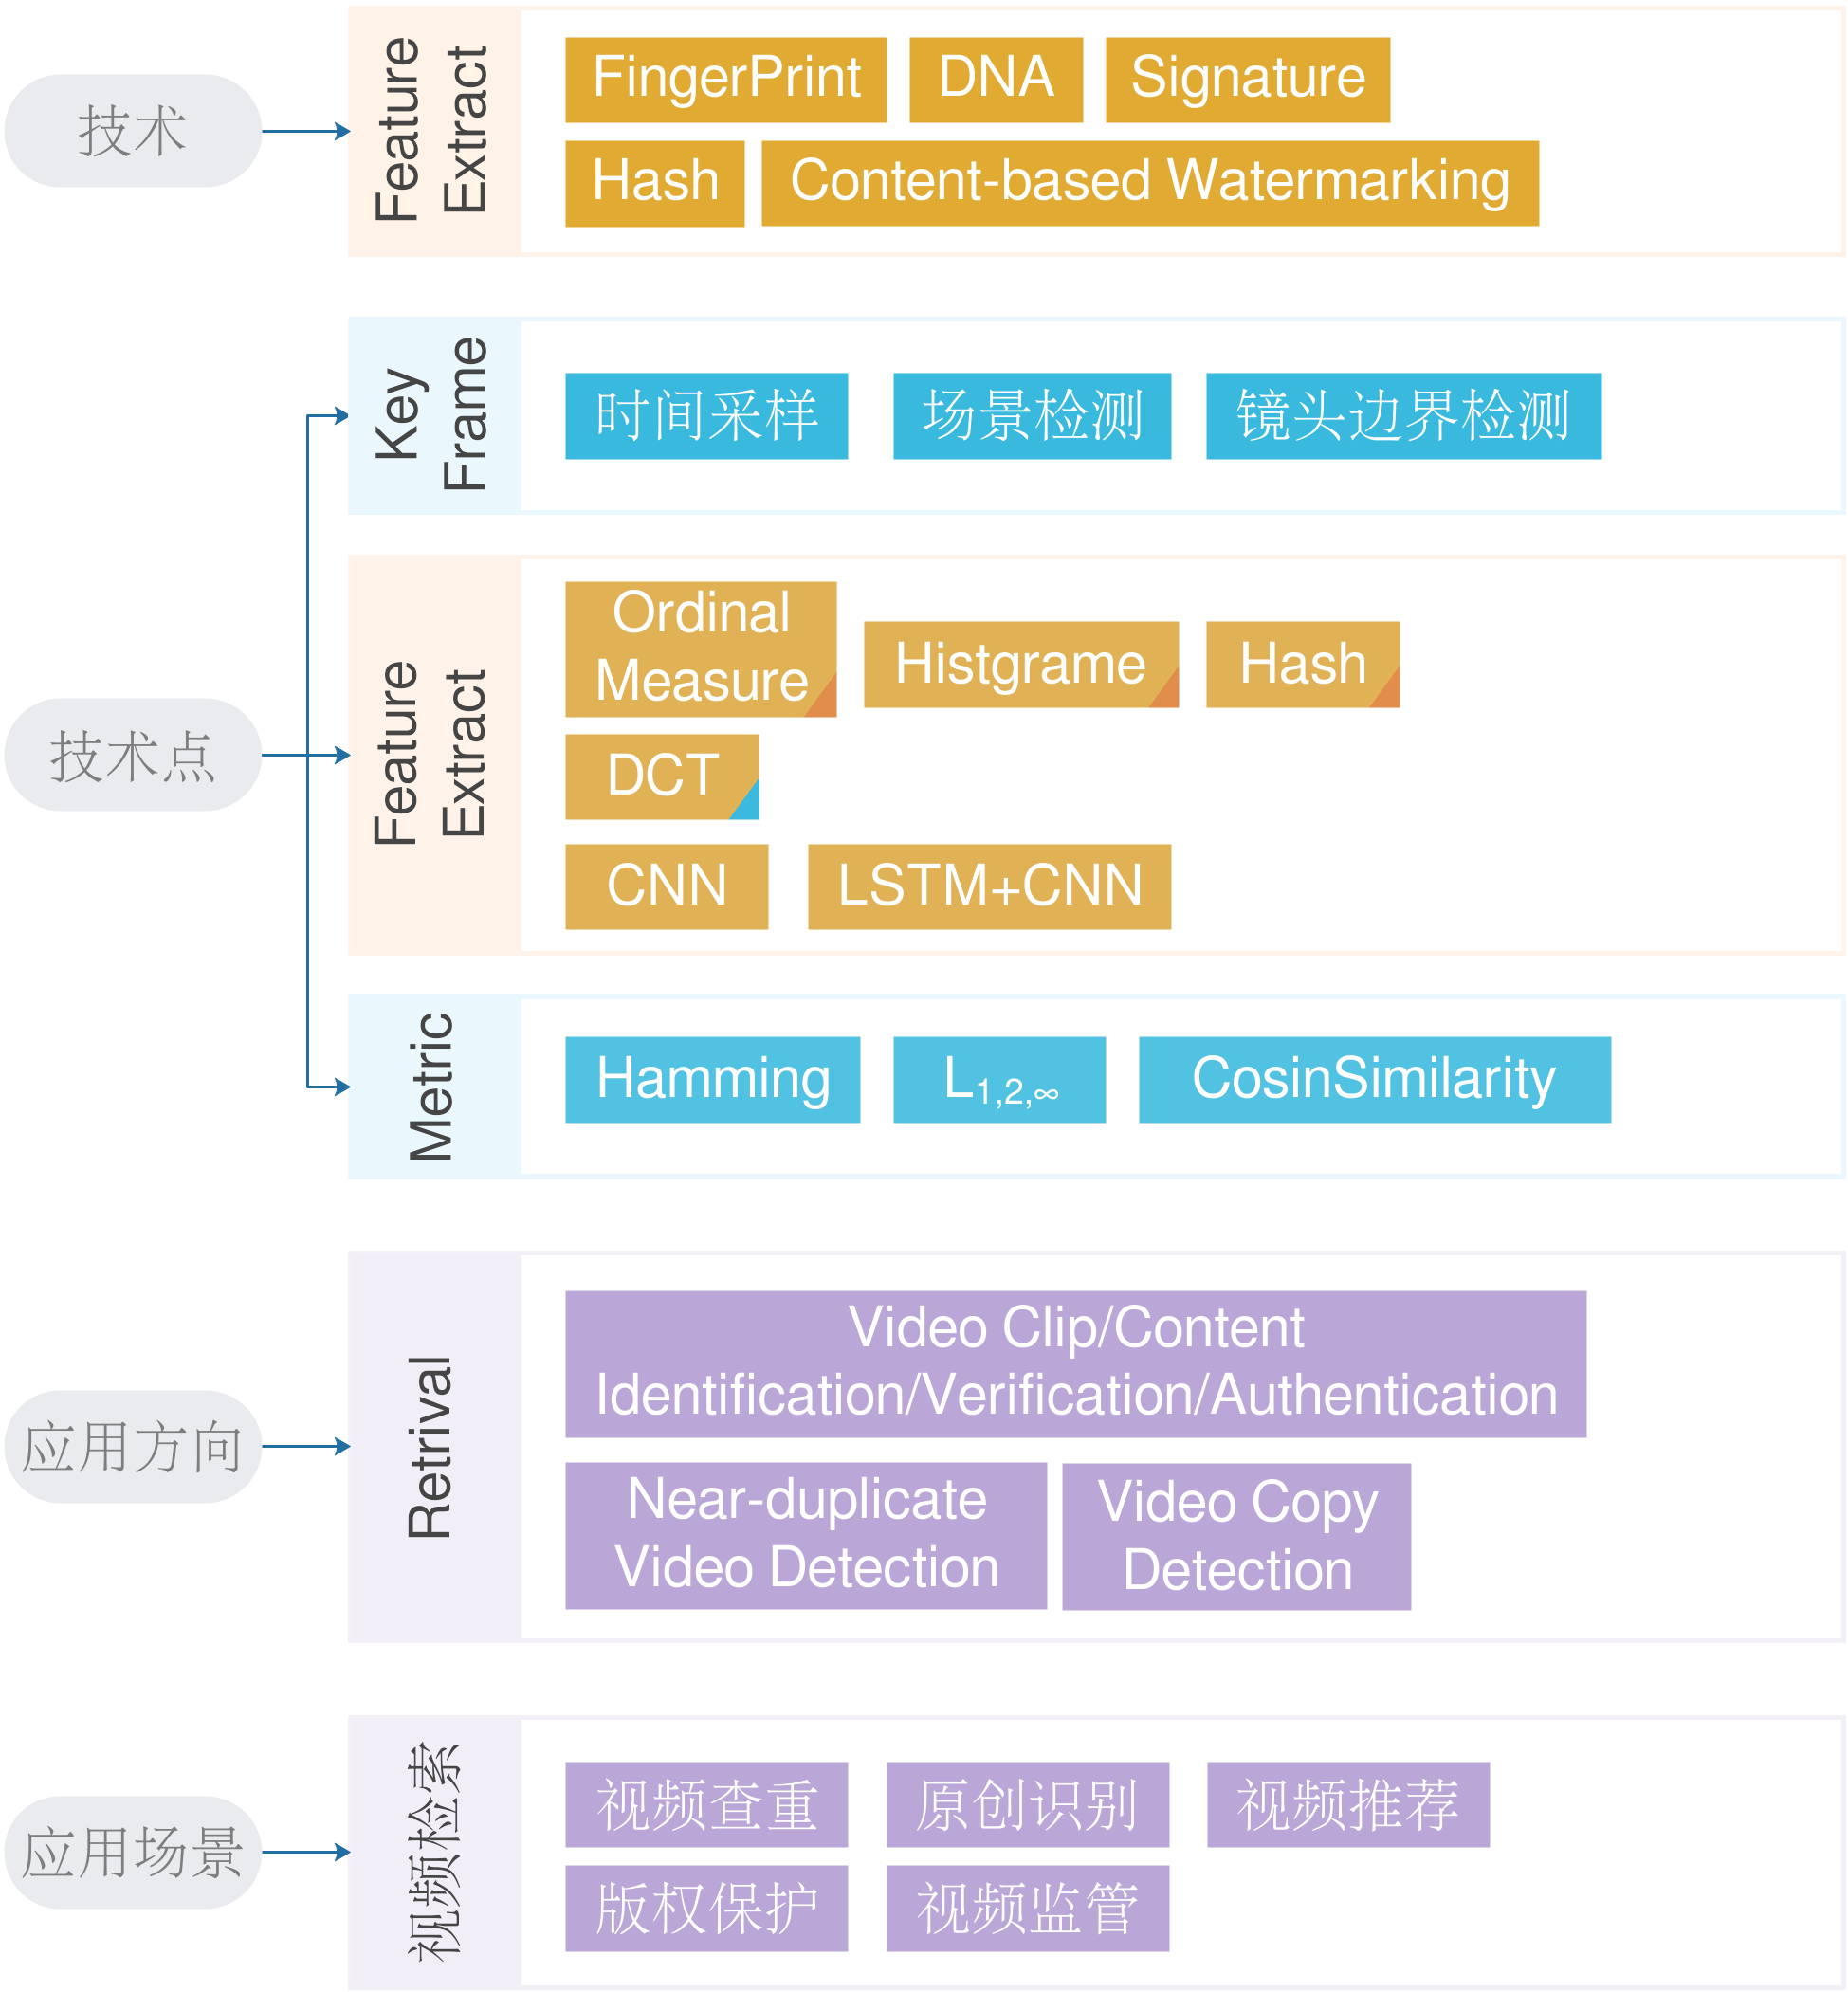 技术
Feature
Extract
FingerPrint
DNA
Signature
Hash
Content-based Watermarking
Key
Frame
时间采样
场景检测
镜头边界检测
技术点
Feature
Extract
Ordinal
Measure
Histgrame
Hash
DCT
CNN
LSTM+CNN
Metric
Hamming
L1,2,∞
CosinSimilarity
应用方向
Retrival
Video Clip/Content
Identification/Verification/Authentication
Near-duplicate
Video Detection
Video Copy
Detection
应用场景
视频检索
视频查重
原创识别
视频推荐
版权保护
视频监管